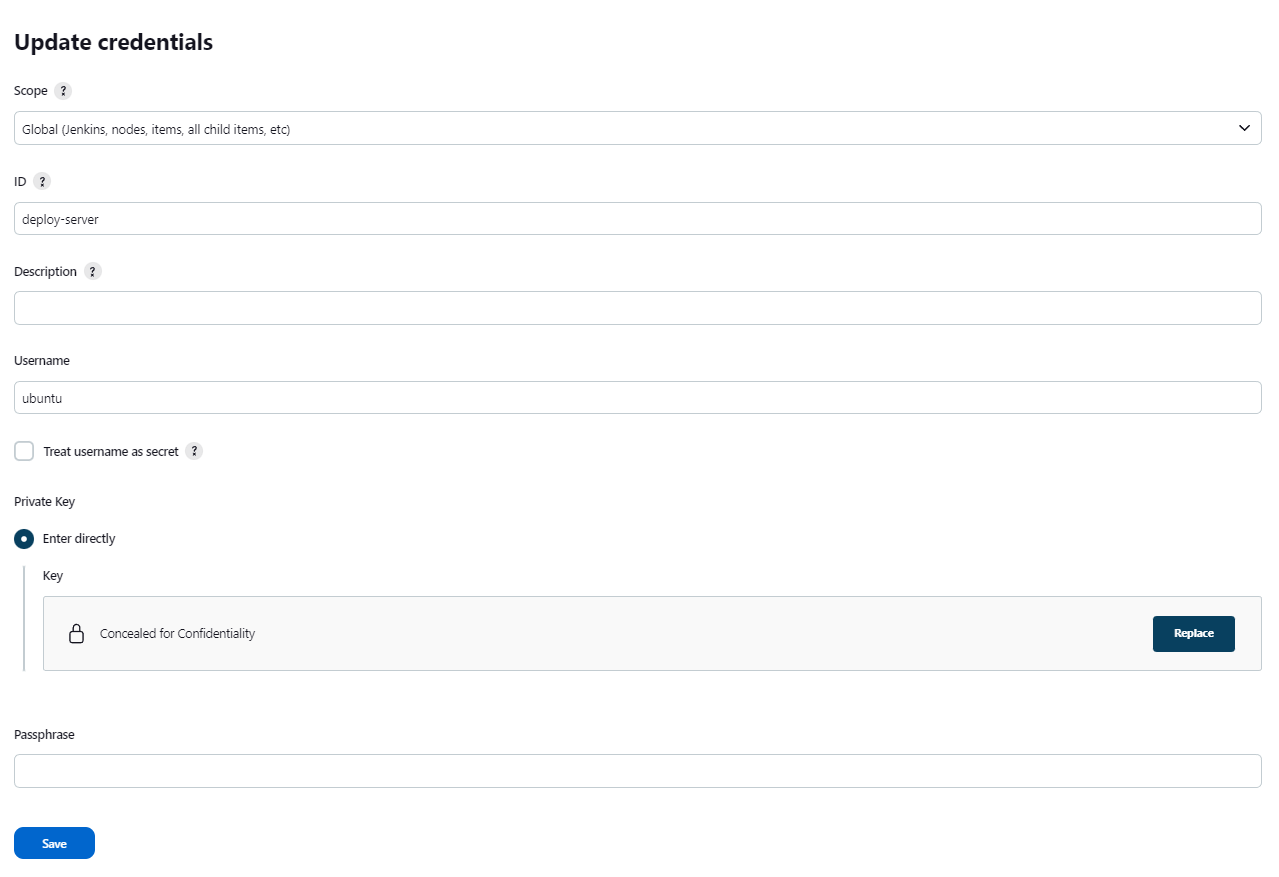 Update credentials
Scope ?
Global (Jenkins, nodes, items, all child items, etc)
ID ?
deploy-server
Description ?
Username
ubuntu
Treat username as secret ?
Private Key
Enter directly
Key
Concealed for Confidentiality
Replace
Passphrase
Save